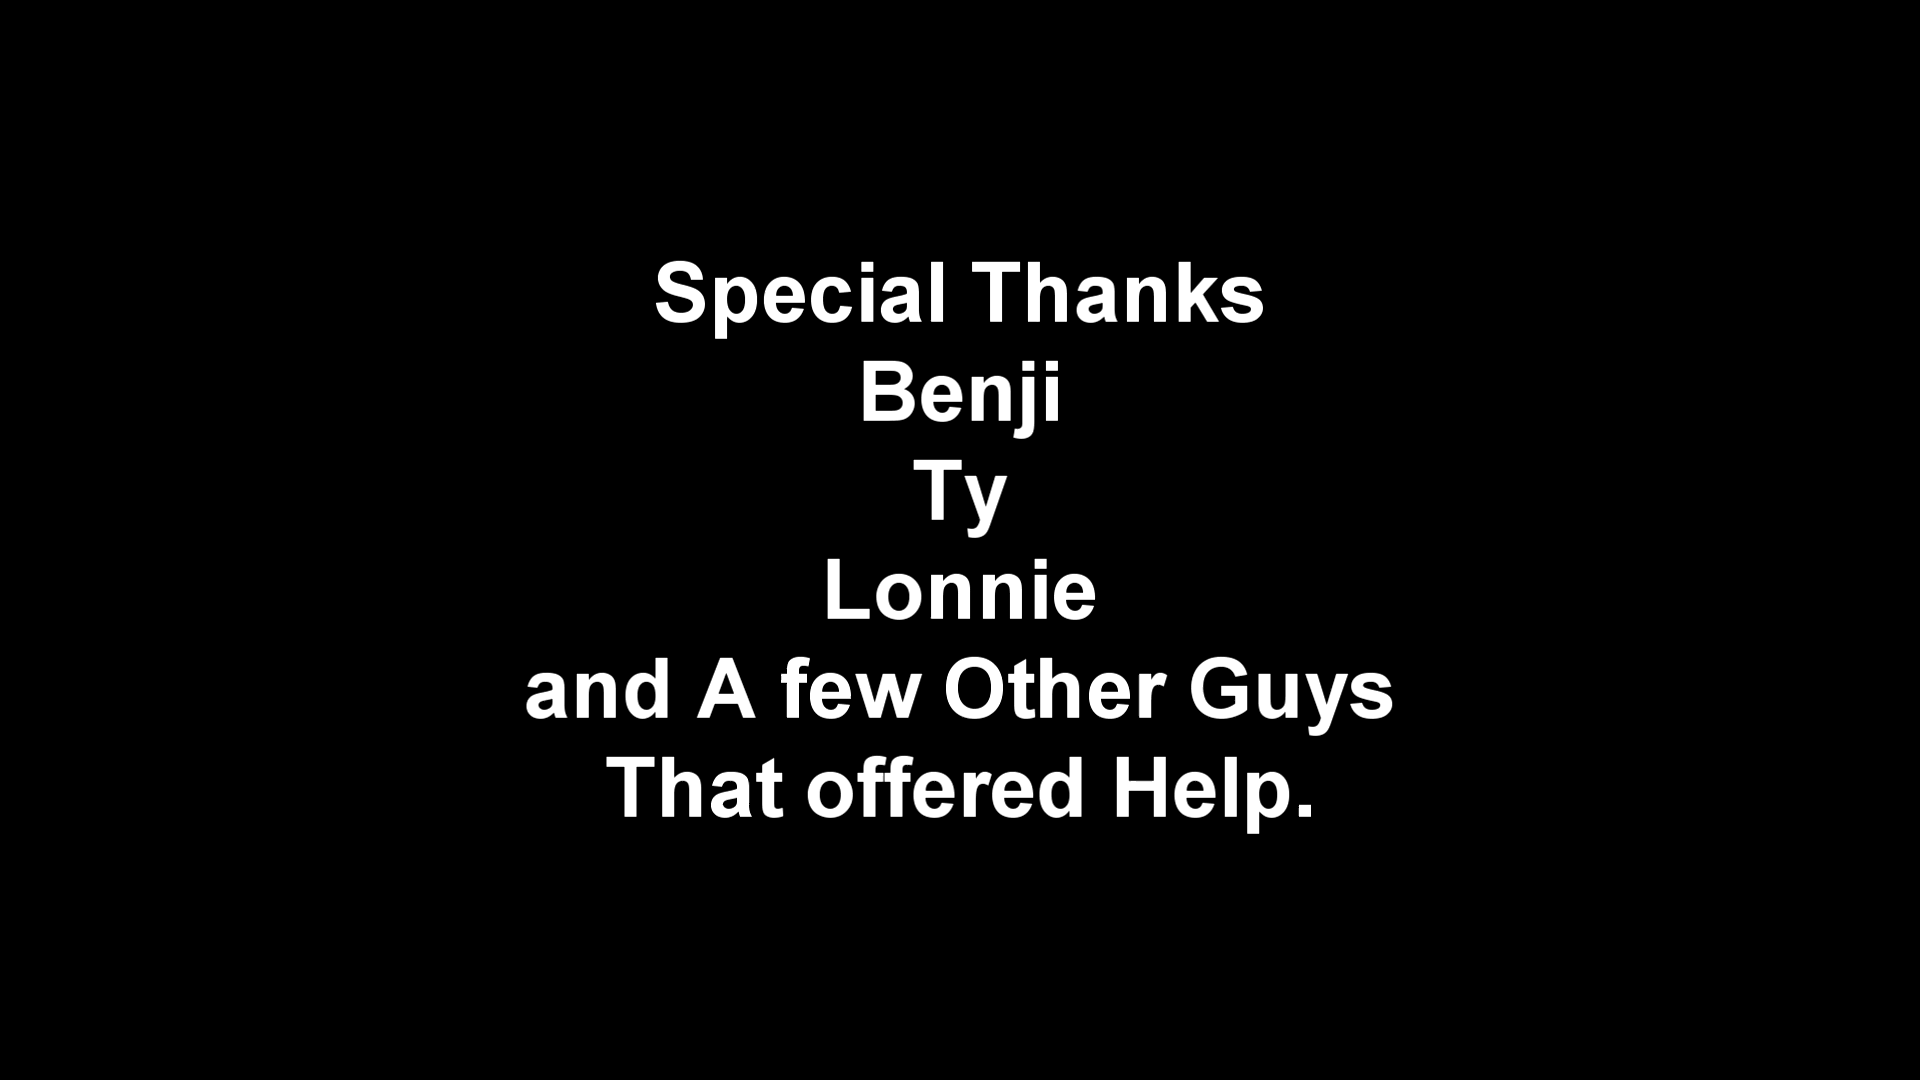 Special Thanks
Benji
Ty
Lonnie
and A few Other Guys
That offered Help.